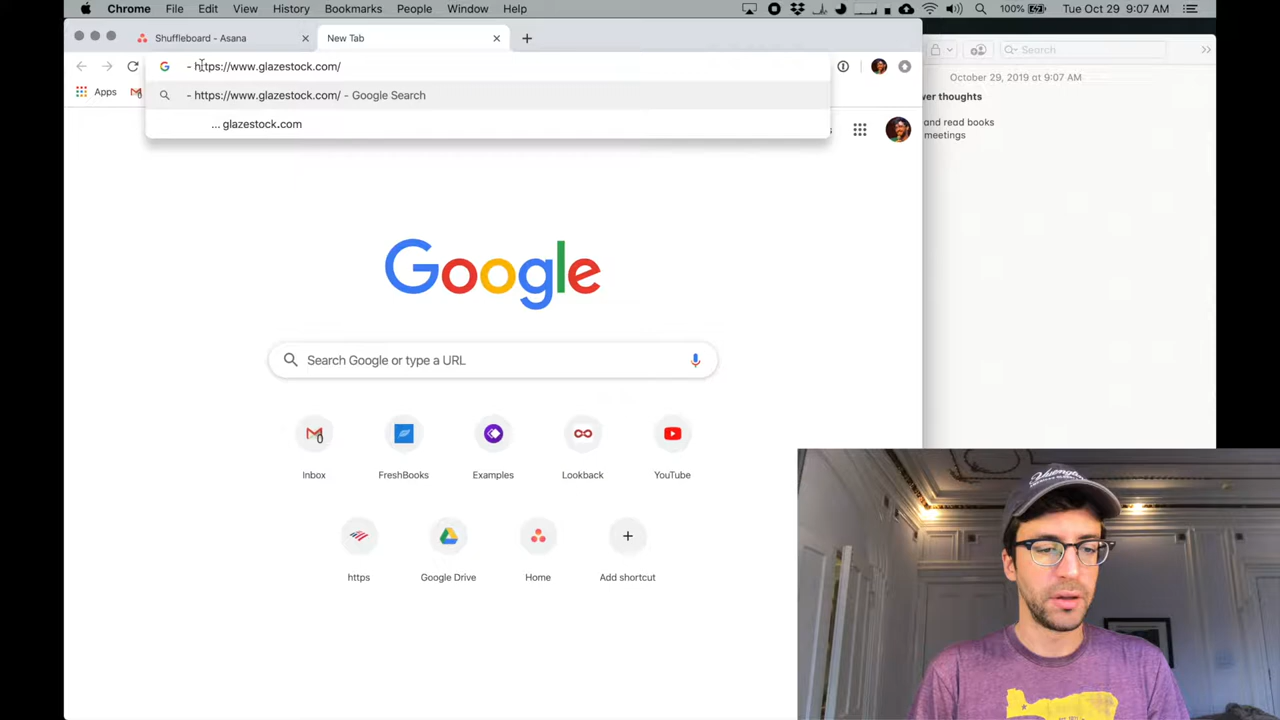 Chrome File Edit View History Bookmarks People Window Help 100% Tue Oct 29 9:07 AM
Shuffleboard - Asana
New Tab
- https://www.glazestock.com/
Search
Apps
- https://www.glazestock.com/ - Google Search
... glazestock.com
October 29, 2019 at 9:07 AM
wer thoughts
and read books
meetings
Google
Search Google or type a URL
Inbox FreshBooks Examples Lookback YouTube
https Google Drive Home Add shortcut